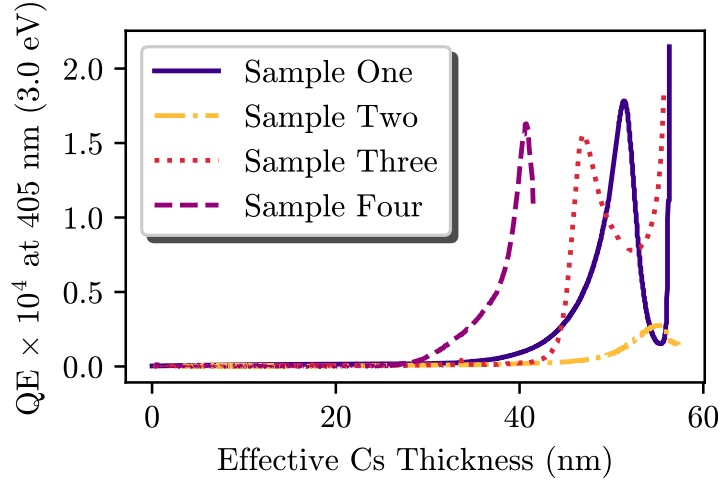 QE × 10⁴ at 405 nm (3.0 eV)
2.0
1.5
1.0
0.5
0.0
Sample One
Sample Two
Sample Three
Sample Four
0 20 40 60
Effective Cs Thickness (nm)